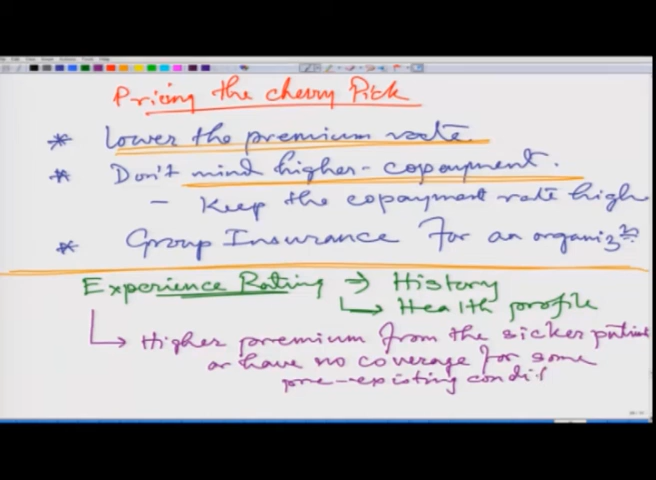 Pricing the cherry Pick
* Lower the premium rate.
* Don't mind higher-copayment.
- Keep the copayment rate high
* Group Insurance for an organiz
Experience Rating → History
→ Health profile
→ Higher premium from the sicker patient
or have no coverage for some
pre-existing condit